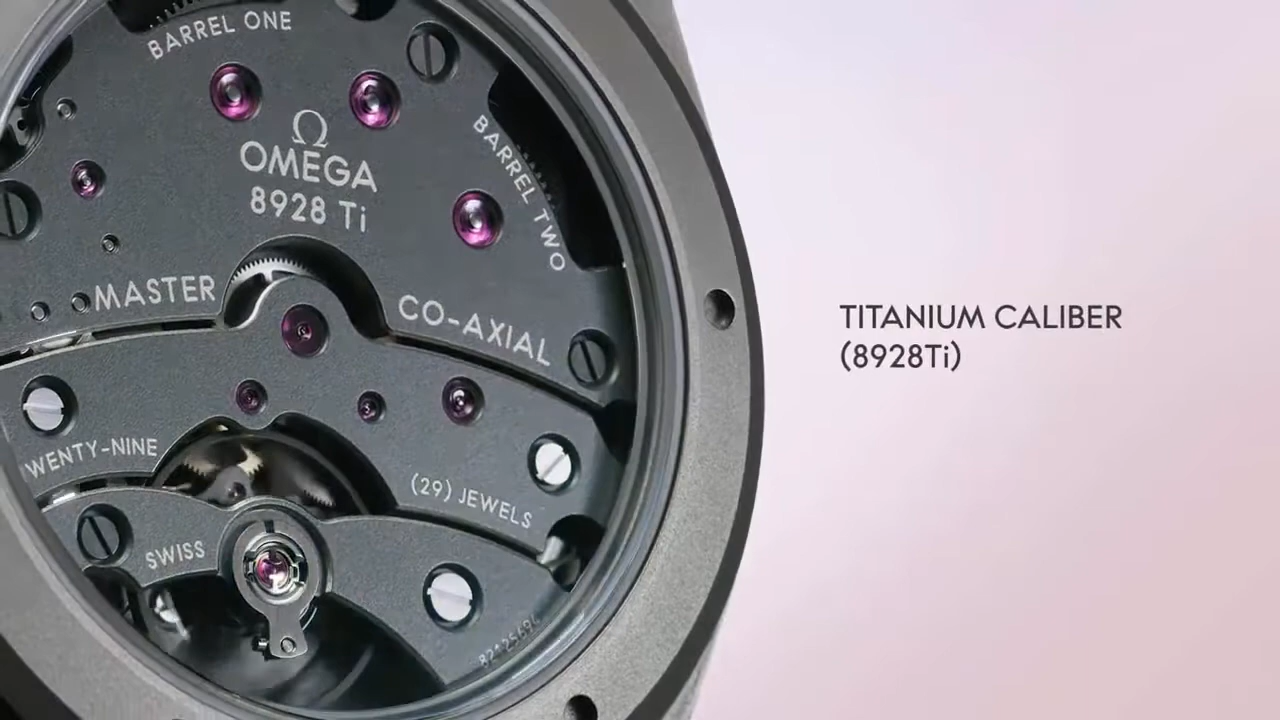 BARREL ONE
Ω
OMEGA
8928 Ti
BARREL TWO
MASTER
CO-AXIAL
WENTY-NINE
(29) JEWELS
SWISS
TITANIUM CALIBER
(8928Ti)